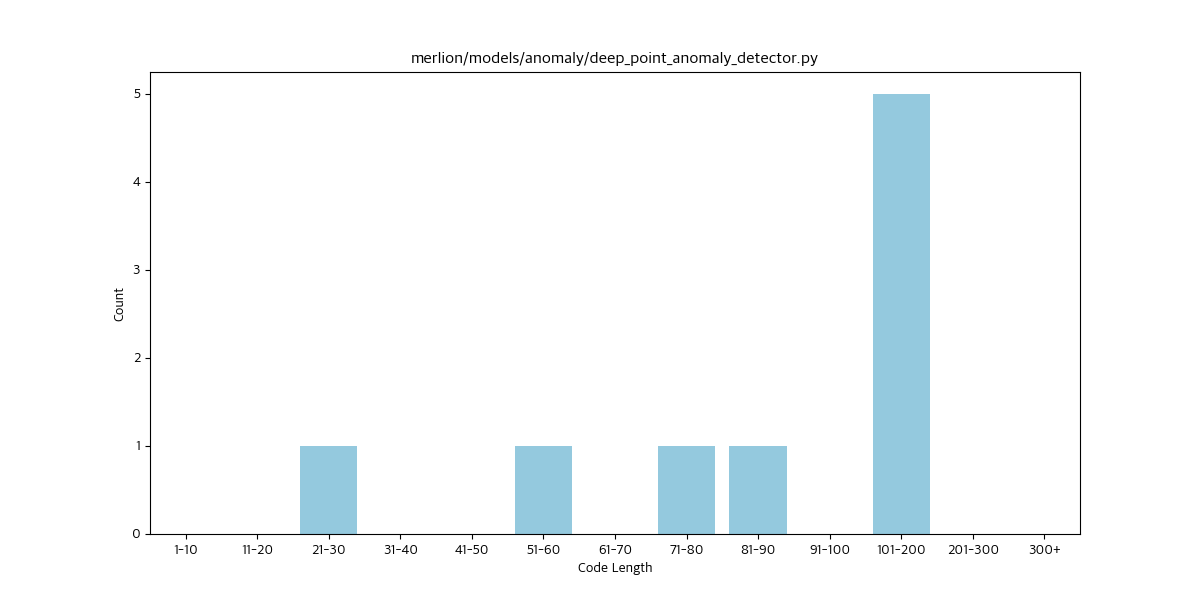 merlion/models/anomaly/deep_point_anomaly_detector.py
5
4
3
2
1
0
Count
1-10 11-20 21-30 31-40 41-50 51-60 61-70 71-80 81-90 91-100 101-200 201-300 300+
Code Length